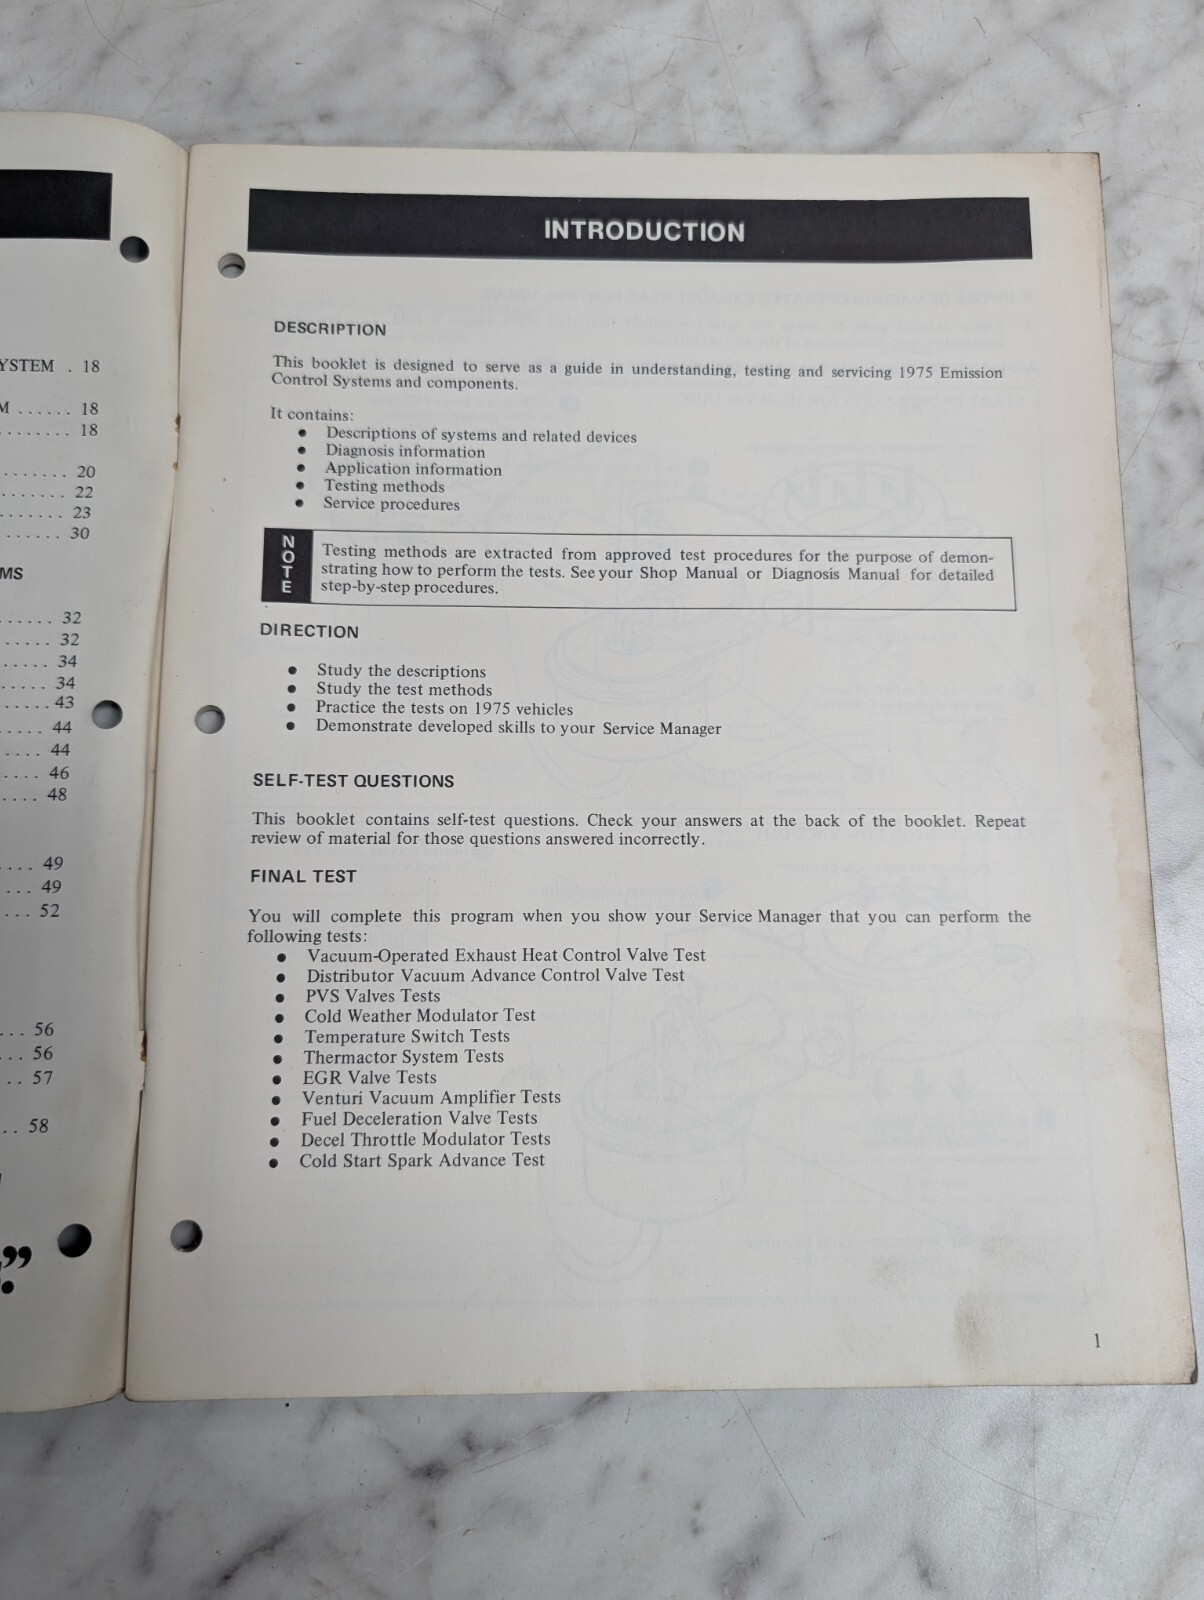 YSTEM . 18
M ...... 18
........ 18
........ 20
........ 22
........ 23
....... 30
MS
...... 32
..... 32
..... 34
..... 34
..... 43
..... 44
.... 44
.... 46
.... 48
.... 49
... 49
... 52
... 56
... 56
.. 57
.. 58
,”
.
INTRODUCTION
DESCRIPTION
This booklet is designed to serve as a guide in understanding, testing and servicing 1975 Emission
Control Systems and components.
It contains:
● Descriptions of systems and related devices
● Diagnosis information
● Application information
● Testing methods
● Service procedures
NOTE
Testing methods are extracted from approved test procedures for the purpose of demon-
strating how to perform the tests. See your Shop Manual or Diagnosis Manual for detailed
step-by-step procedures.
DIRECTION
● Study the descriptions
● Study the test methods
● Practice the tests on 1975 vehicles
● Demonstrate developed skills to your Service Manager
SELF-TEST QUESTIONS
This booklet contains self-test questions. Check your answers at the back of the booklet. Repeat
review of material for those questions answered incorrectly.
FINAL TEST
You will complete this program when you show your Service Manager that you can perform the
following tests:
● Vacuum-Operated Exhaust Heat Control Valve Test
● Distributor Vacuum Advance Control Valve Test
● PVS Valves Tests
● Cold Weather Modulator Test
● Temperature Switch Tests
● Thermactor System Tests
● EGR Valve Tests
● Venturi Vacuum Amplifier Tests
● Fuel Deceleration Valve Tests
● Decel Throttle Modulator Tests
● Cold Start Spark Advance Test
1